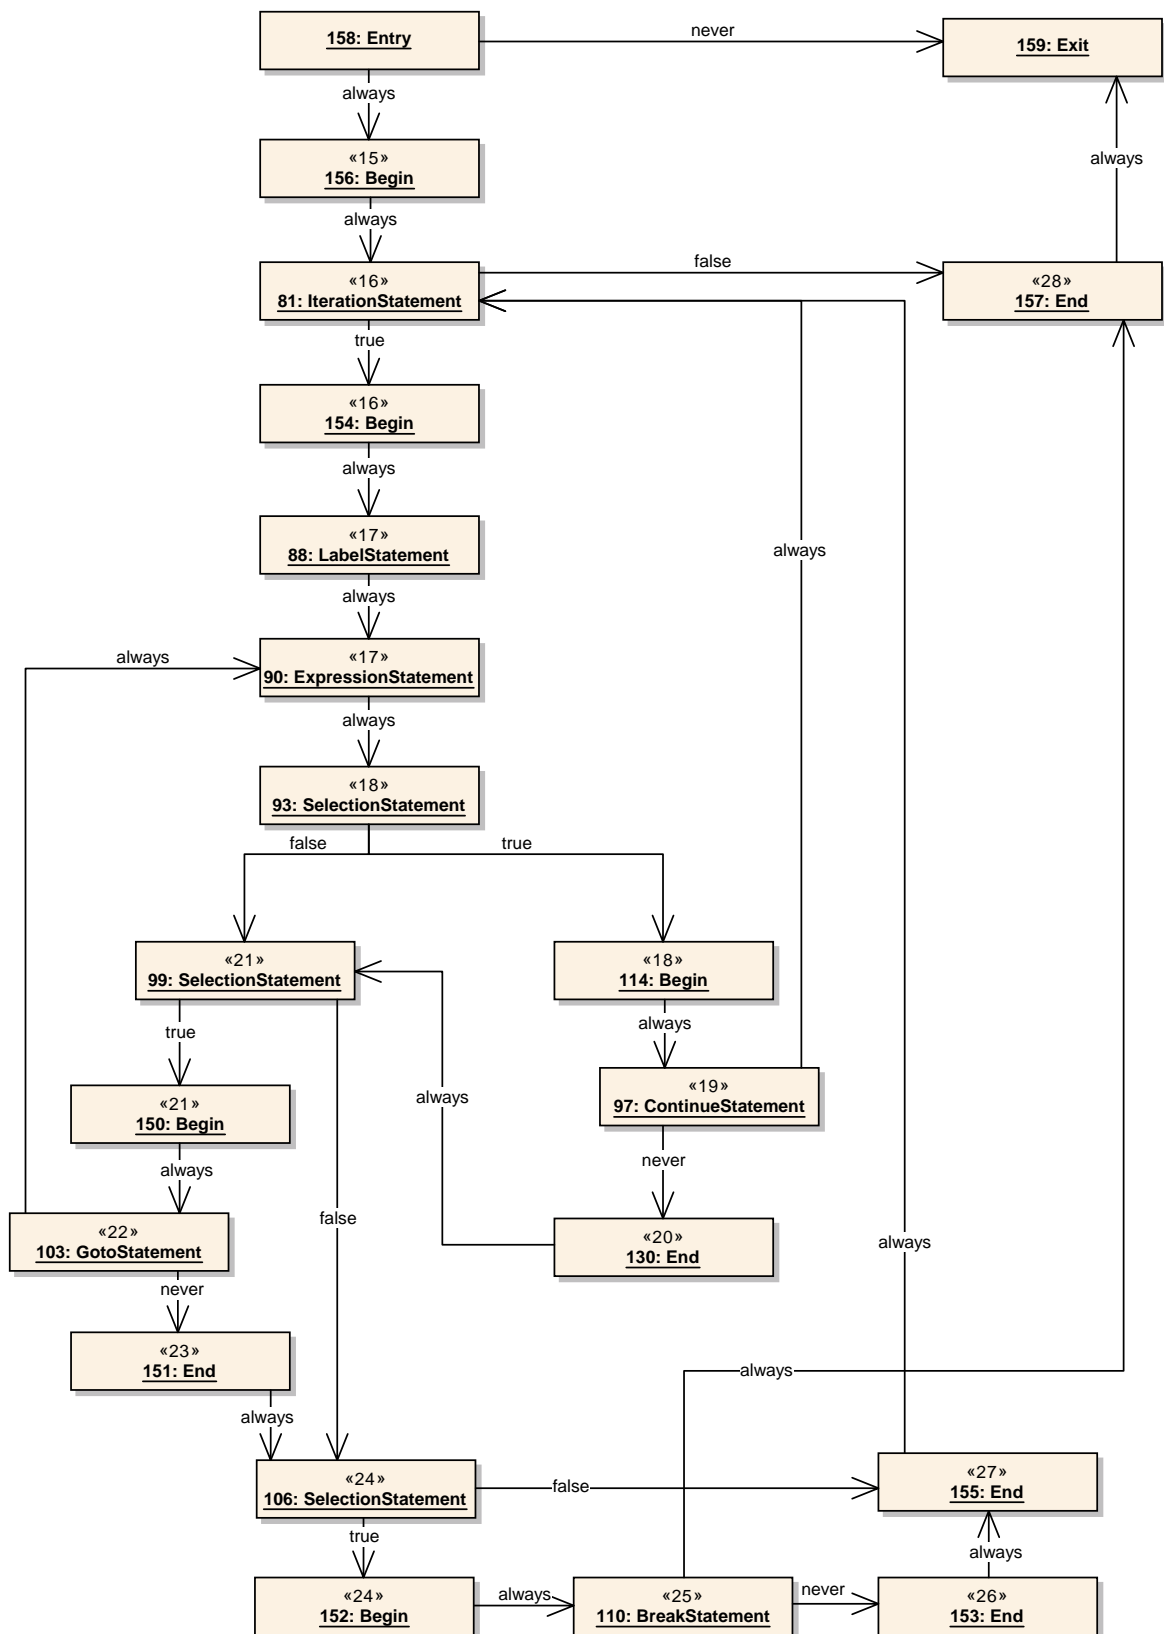 158: Entry
never
159: Exit
always
«15»
156: Begin
always
always
«16»
81: IterationStatement
false
«28»
157: End
true
«16»
154: Begin
always
«17»
88: LabelStatement
always
always
always
«17»
90: ExpressionStatement
always
«18»
93: SelectionStatement
false
true
«21»
99: SelectionStatement
«18»
114: Begin
true
always
«21»
150: Begin
always
«19»
97: ContinueStatement
always
never
false
«22»
103: GotoStatement
«20»
130: End
always
never
«23»
151: End
always
always
«24»
106: SelectionStatement
false
«27»
155: End
true
always
«24»
152: Begin
always
«25»
110: BreakStatement
never
«26»
153: End